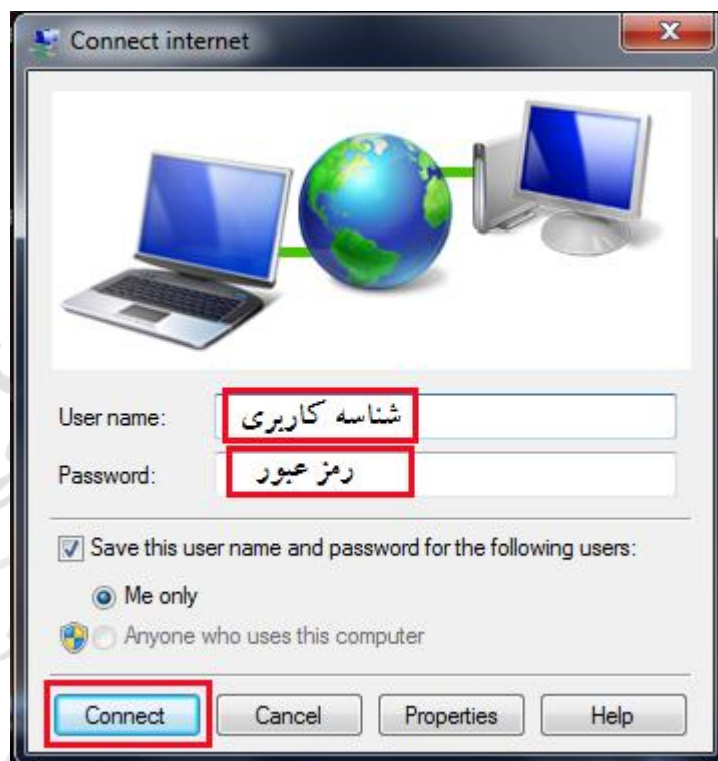 Connect internet
User name: شناسه کاربری
Password: رمز عبور
Save this user name and password for the following users:
Me only
Anyone who uses this computer
Connect Cancel Properties Help